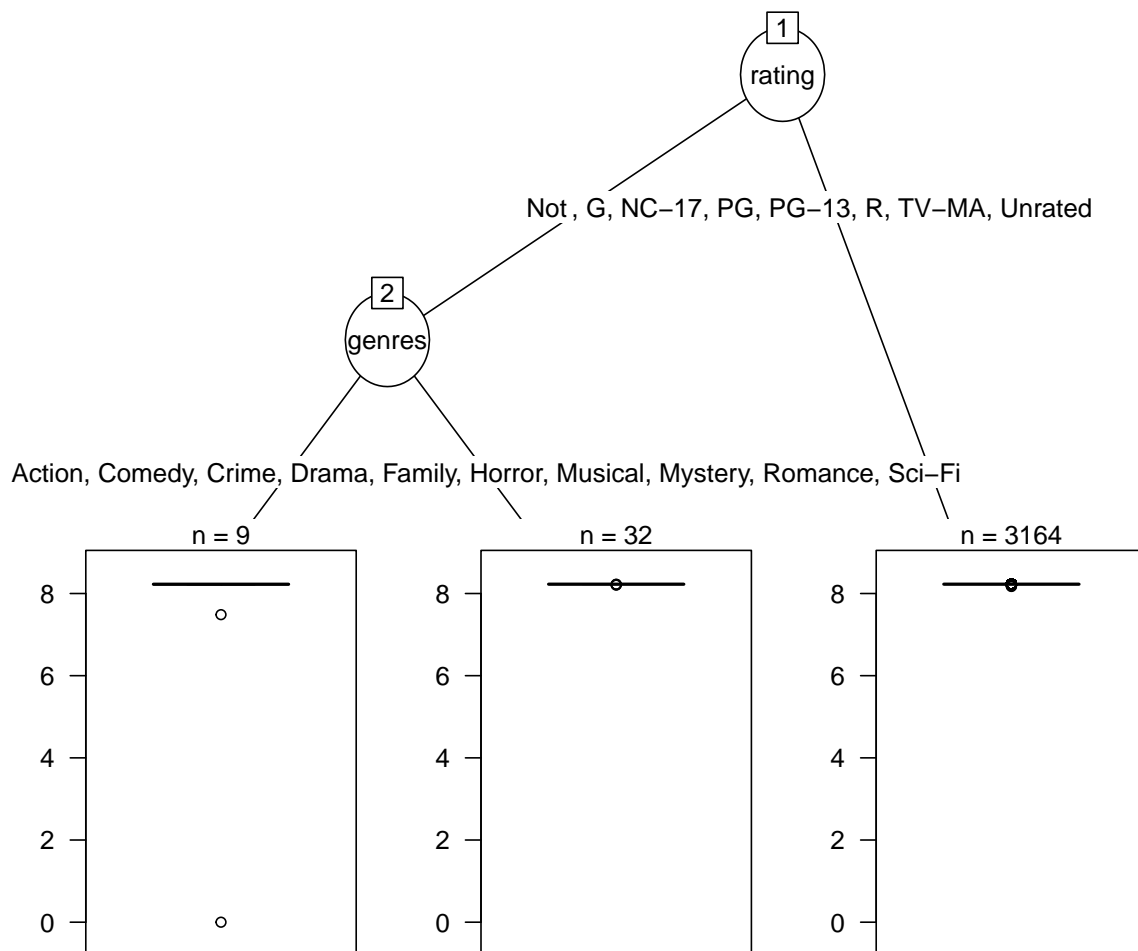 1
rating
Not , G, NC−17, PG, PG−13, R, TV−MA, Unrated
2
genres
Action, Comedy, Crime, Drama, Family, Horror, Musical, Mystery, Romance, Sci−Fi
n = 9
n = 32
n = 3164
8 8 8
6 6 6
4 4 4
2 2 2
0 0 0